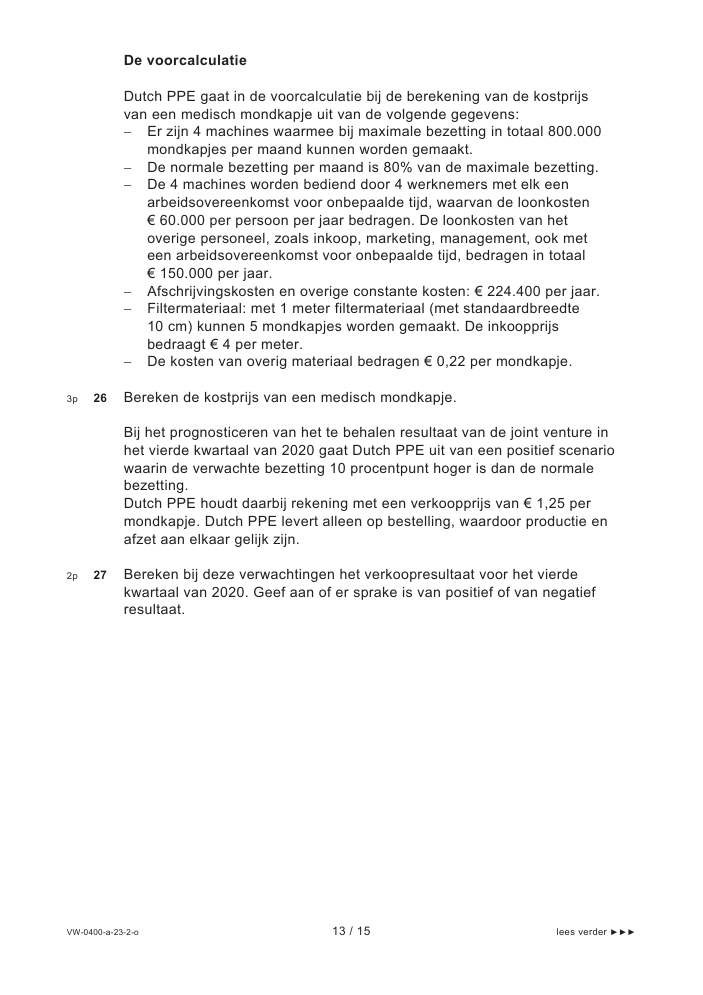 De voorcalculatie
Dutch PPE gaat in de voorcalculatie bij de berekening van de kostprijs
van een medisch mondkapje uit van de volgende gegevens:
– Er zijn 4 machines waarmee bij maximale bezetting in totaal 800.000
mondkapjes per maand kunnen worden gemaakt.
– De normale bezetting per maand is 80% van de maximale bezetting.
– De 4 machines worden bediend door 4 werknemers met elk een
arbeidsovereenkomst voor onbepaalde tijd, waarvan de loonkosten
€ 60.000 per persoon per jaar bedragen. De loonkosten van het
overige personeel, zoals inkoop, marketing, management, ook met
een arbeidsovereenkomst voor onbepaalde tijd, bedragen in totaal
€ 150.000 per jaar.
– Afschrijvingskosten en overige constante kosten: € 224.400 per jaar.
– Filtermateriaal: met 1 meter filtermateriaal (met standaardbreedte
10 cm) kunnen 5 mondkapjes worden gemaakt. De inkoopprijs
bedraagt € 4 per meter.
– De kosten van overig materiaal bedragen € 0,22 per mondkapje.
3p 26 Bereken de kostprijs van een medisch mondkapje.
Bij het prognosticeren van het te behalen resultaat van de joint venture in
het vierde kwartaal van 2020 gaat Dutch PPE uit van een positief scenario
waarin de verwachte bezetting 10 procentpunt hoger is dan de normale
bezetting.
Dutch PPE houdt daarbij rekening met een verkoopprijs van € 1,25 per
mondkapje. Dutch PPE levert alleen op bestelling, waardoor productie en
afzet aan elkaar gelijk zijn.
2p 27 Bereken bij deze verwachtingen het verkoopresultaat voor het vierde
kwartaal van 2020. Geef aan of er sprake is van positief of van negatief
resultaat.
VW-0400-a-23-2-o 13 / 15 lees verder ►►►